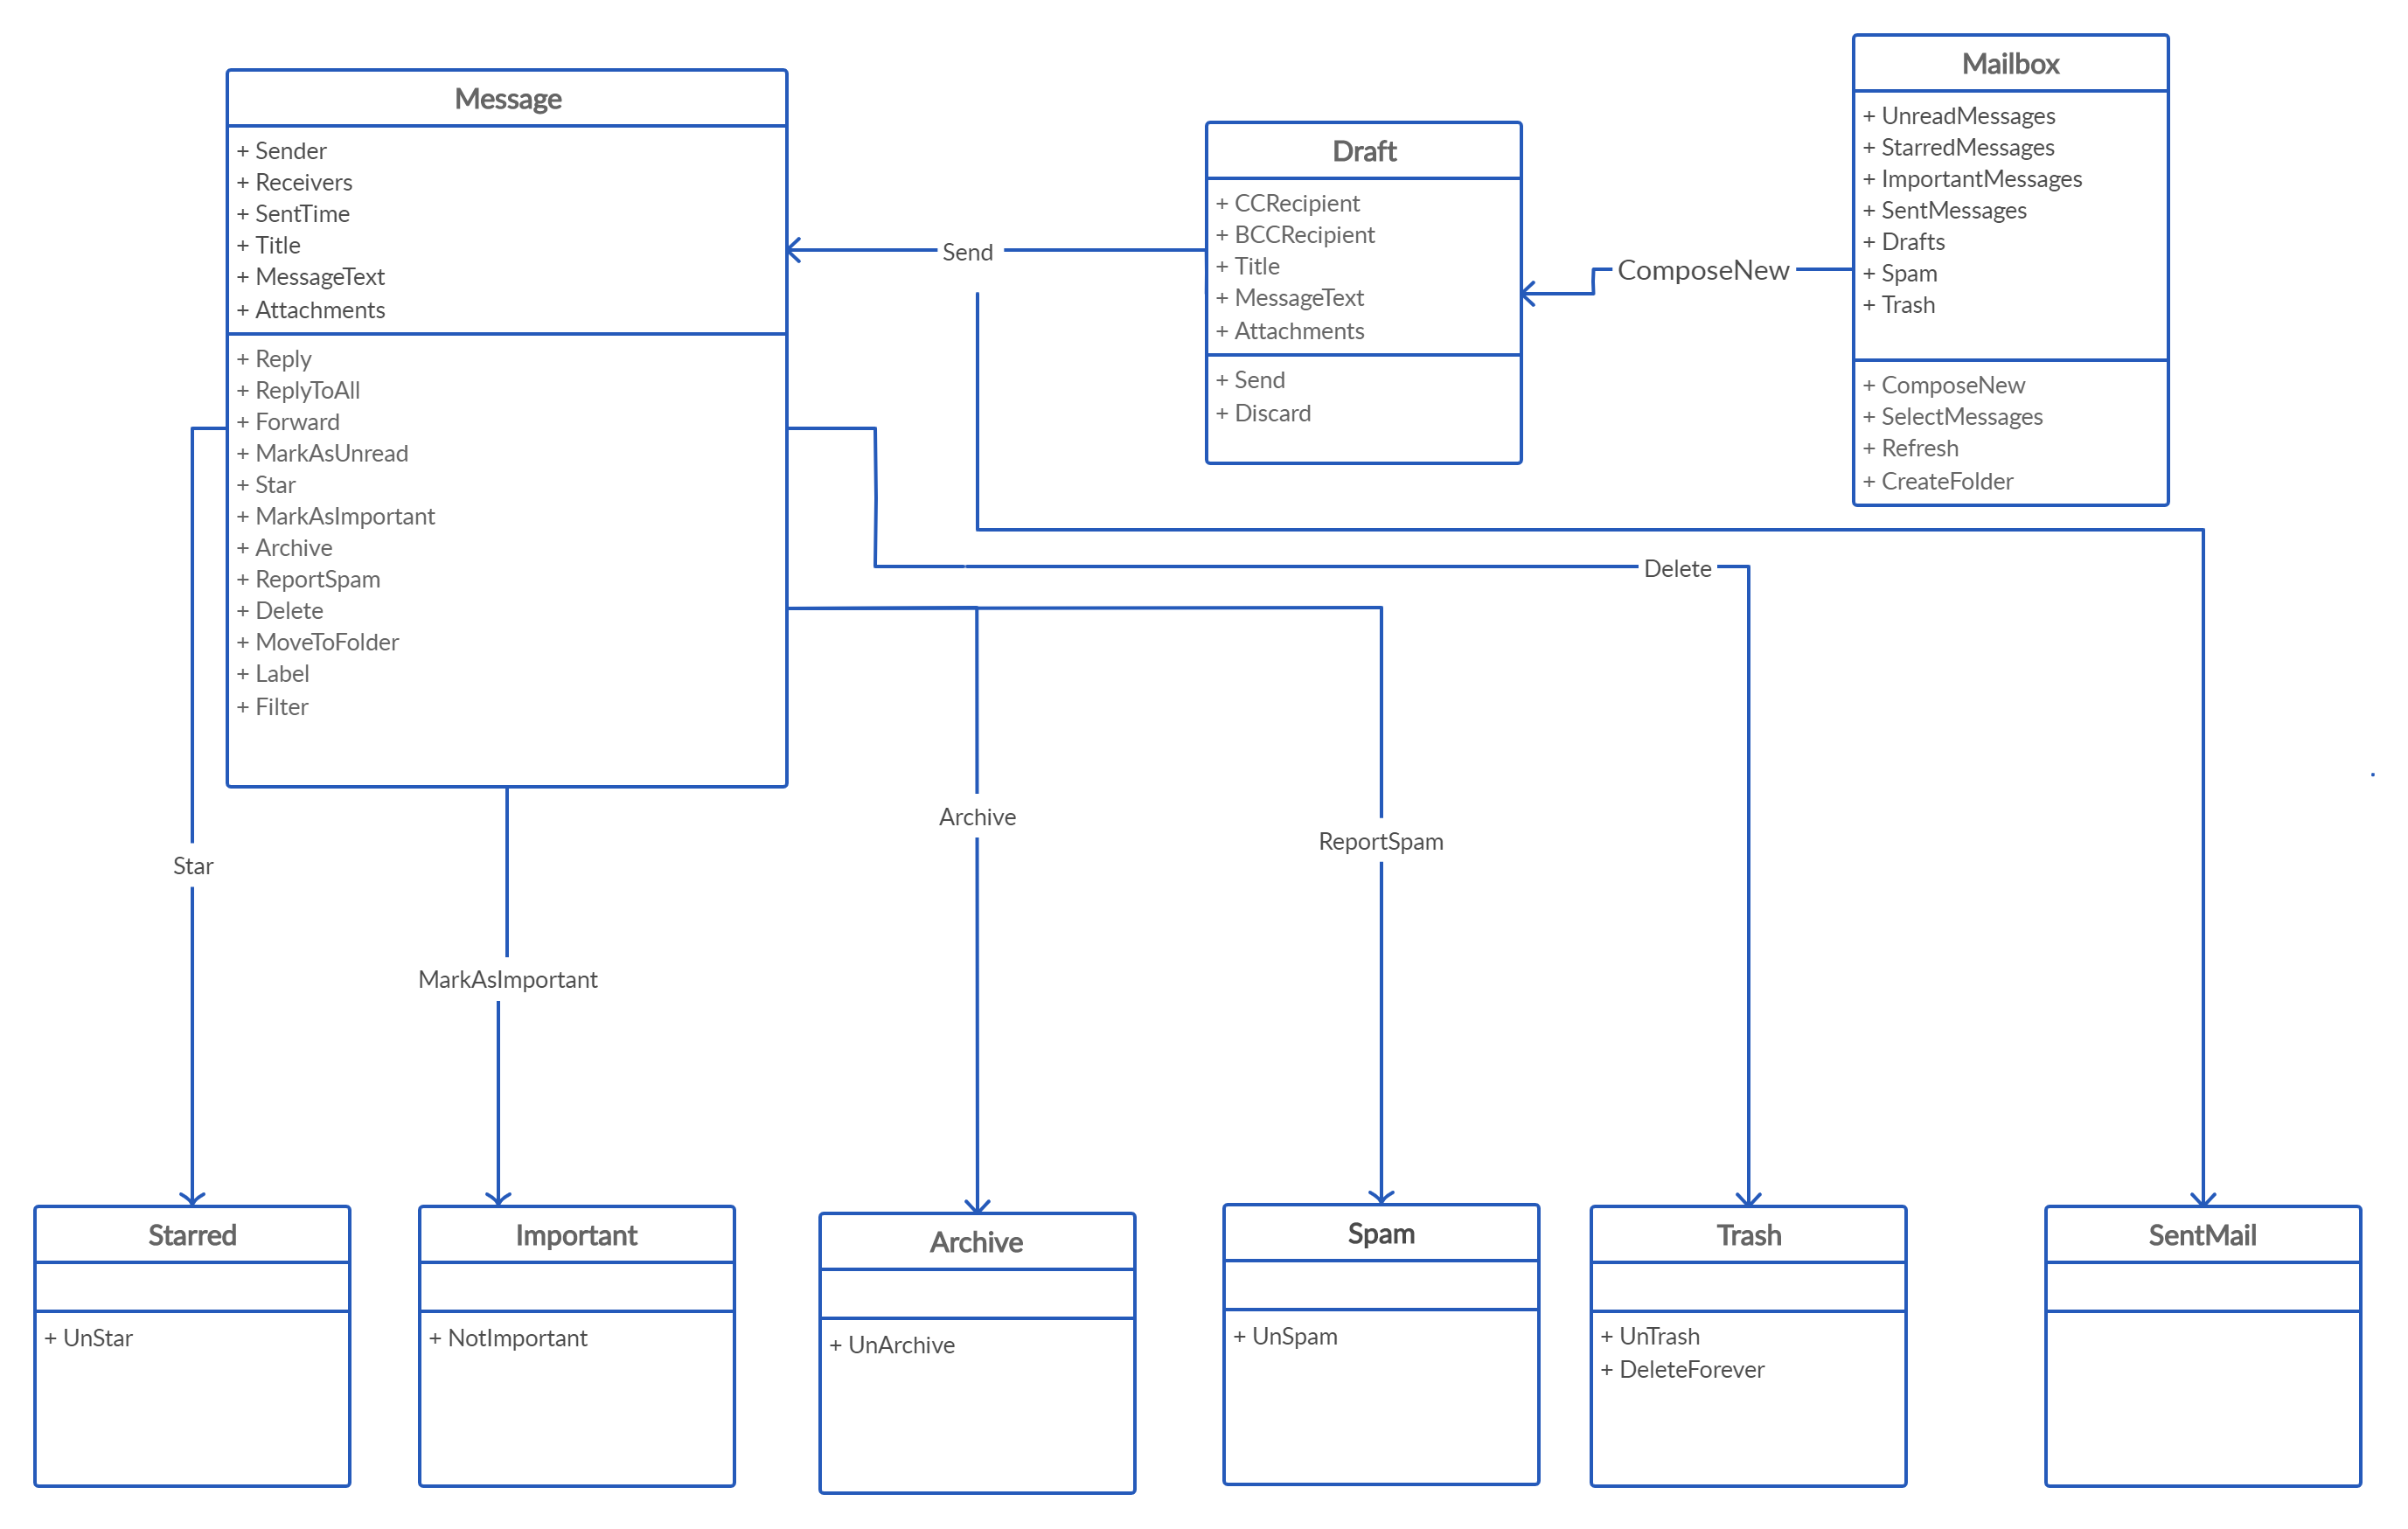 Message
+ Sender
+ Receivers
+ SentTime
+ Title
+ MessageText
+ Attachments
+ Reply
+ ReplyToAll
+ Forward
+ MarkAsUnread
+ Star
+ MarkAsImportant
+ Archive
+ ReportSpam
+ Delete
+ MoveToFolder
+ Label
+ Filter
Send
Draft
+ CCRecipient
+ BCCRecipient
+ Title
+ MessageText
+ Attachments
+ Send
+ Discard
ComposeNew
Mailbox
+ UnreadMessages
+ StarredMessages
+ ImportantMessages
+ SentMessages
+ Drafts
+ Spam
+ Trash
+ ComposeNew
+ SelectMessages
+ Refresh
+ CreateFolder
Delete
Archive
ReportSpam
Star
MarkAsImportant
Starred
+ UnStar
Important
+ NotImportant
Archive
+ UnArchive
Spam
+ UnSpam
Trash
+ UnTrash
+ DeleteForever
SentMail